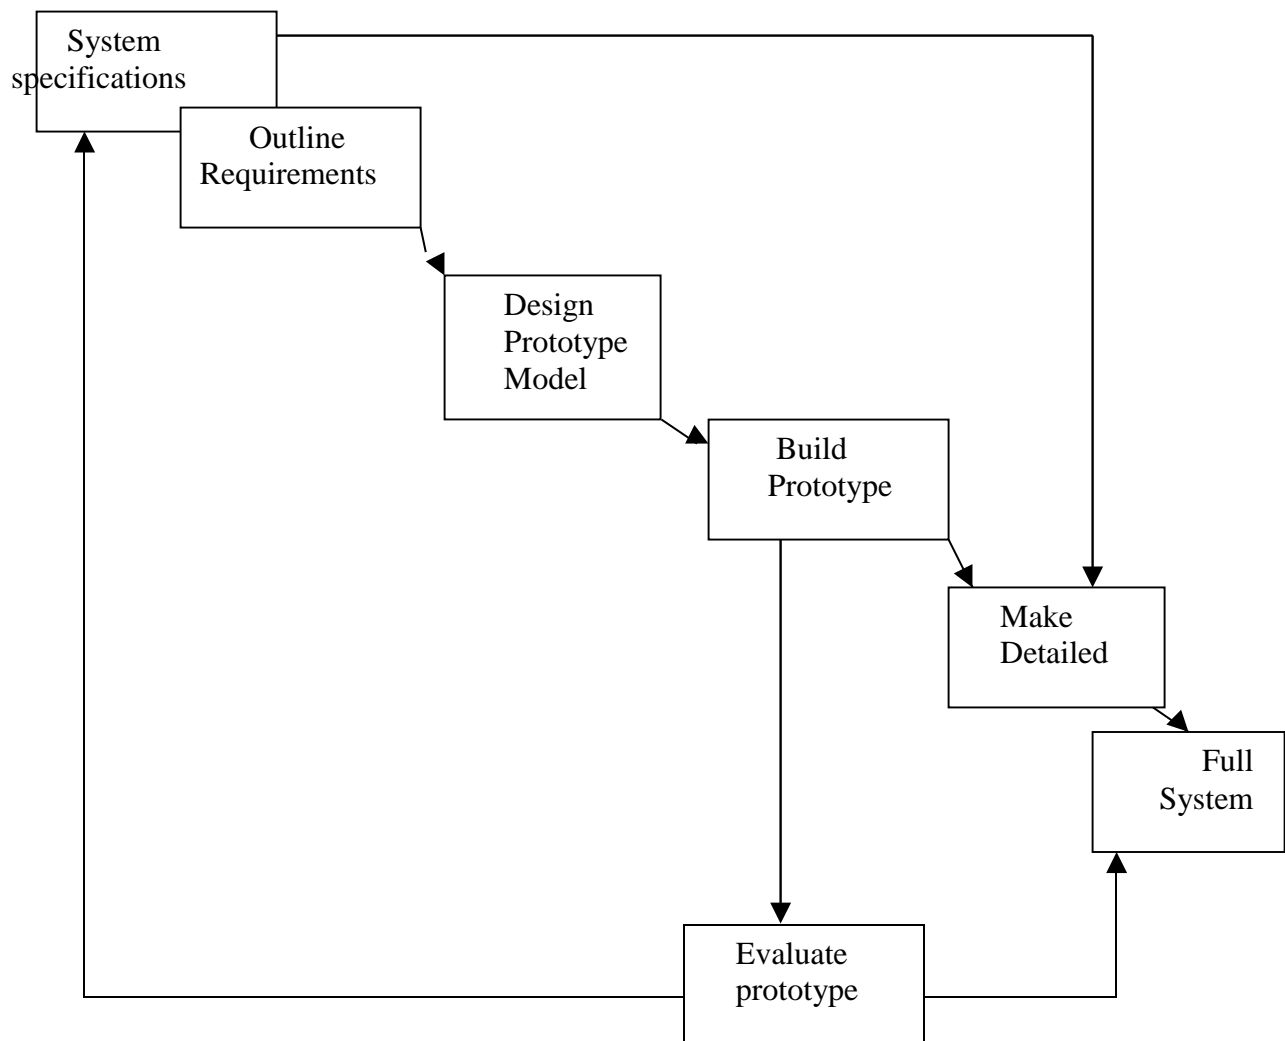 System
specifications
Outline
Requirements
Design
Prototype
Model
Build
Prototype
Make
Detailed
Full
System
Evaluate
prototype